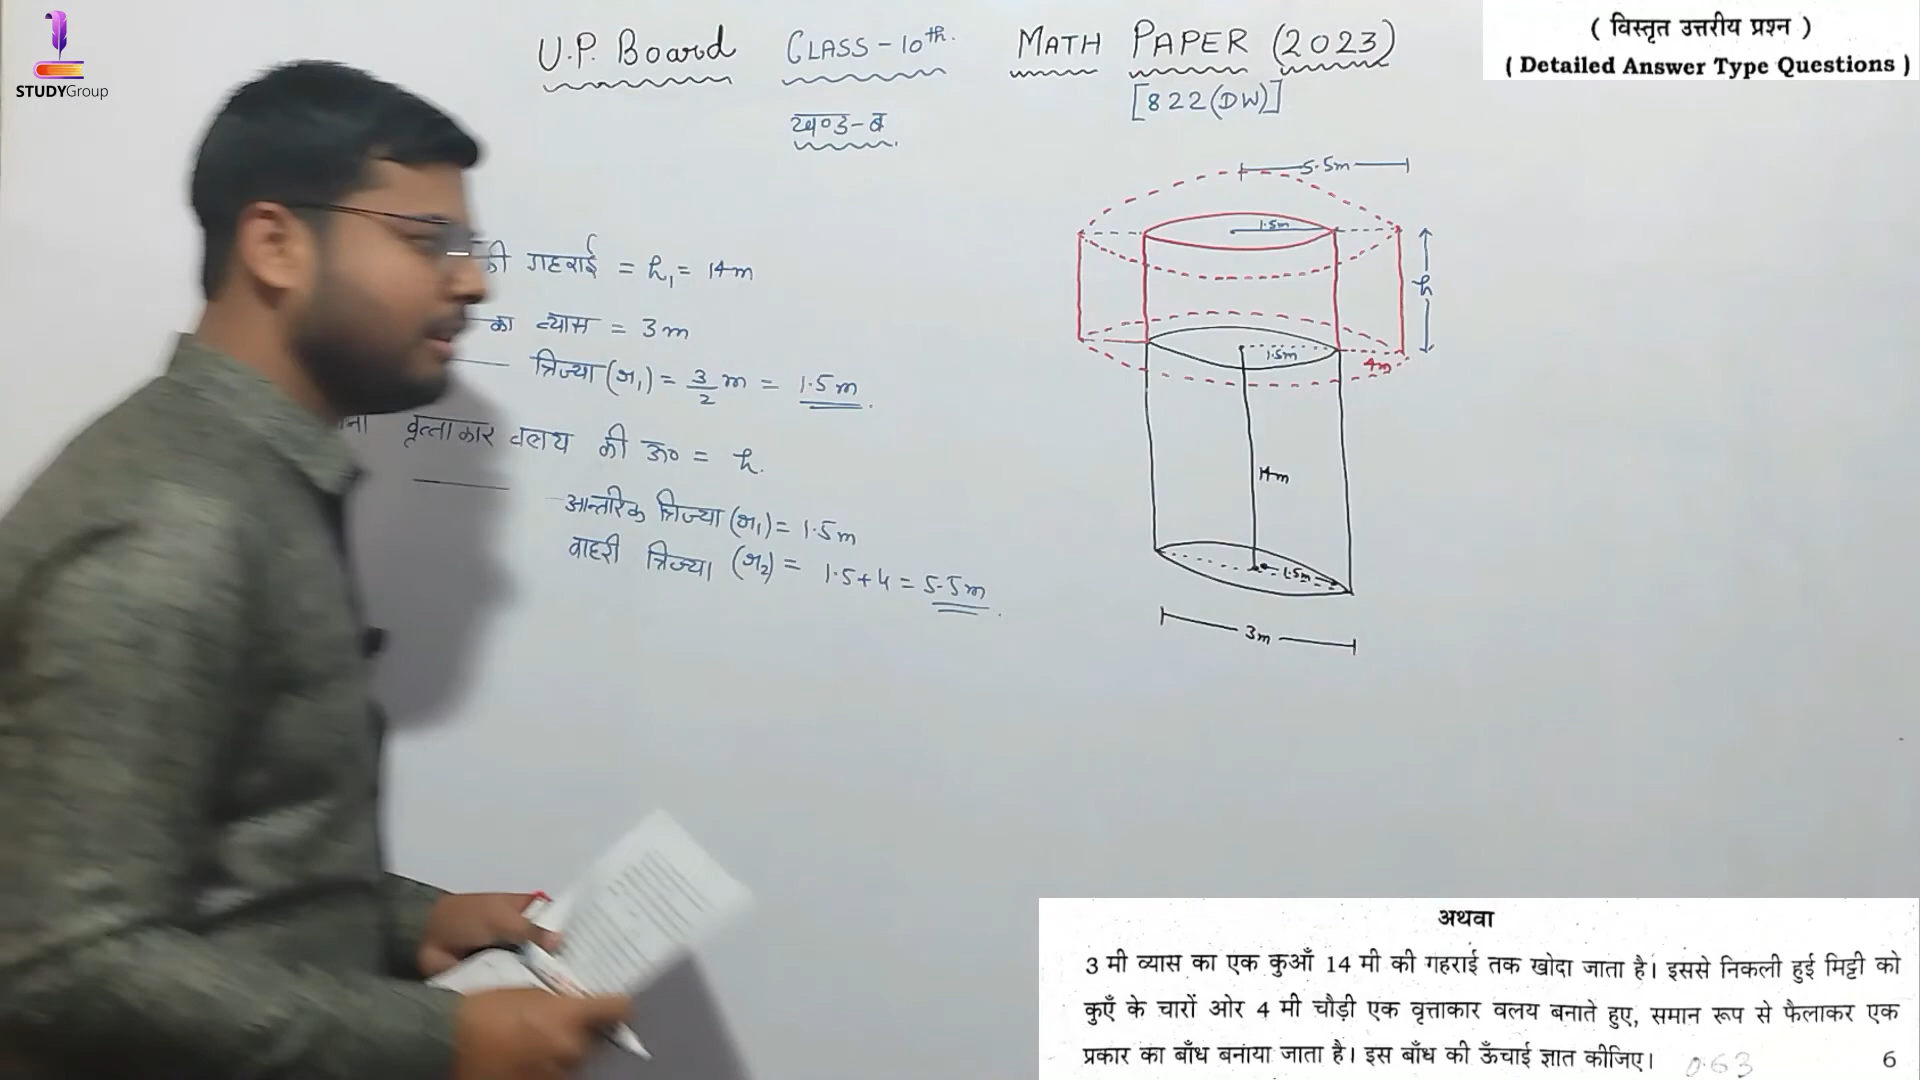 STUDYGroup
U.P. Board CLASS-10th. MATH PAPER (2023)
[822(DW)]
खण्ड-ब
( विस्तृत उत्तरीय प्रश्न )
( Detailed Answer Type Questions )
की गहराई = h₁ = 14m
का व्यास = 3m
त्रिज्या (r₁) = 3/2 m = 1.5m.
वृत्ताकार वलय की ऊ० = h.
आन्तरिक त्रिज्या (r₁) = 1.5m
बाहरी त्रिज्या (r₂) = 1.5+4 = 5.5m.
5.5m
1.5m
h
1.5m
4m
14m
1.5m
3m
अथवा
3 मी व्यास का एक कुआँ 14 मी की गहराई तक खोदा जाता है। इससे निकली हुई मिट्टी को
कुएँ के चारों ओर 4 मी चौड़ी एक वृत्ताकार वलय बनाते हुए, समान रूप से फैलाकर एक
प्रकार का बाँध बनाया जाता है। इस बाँध की ऊँचाई ज्ञात कीजिए। 0.63 6